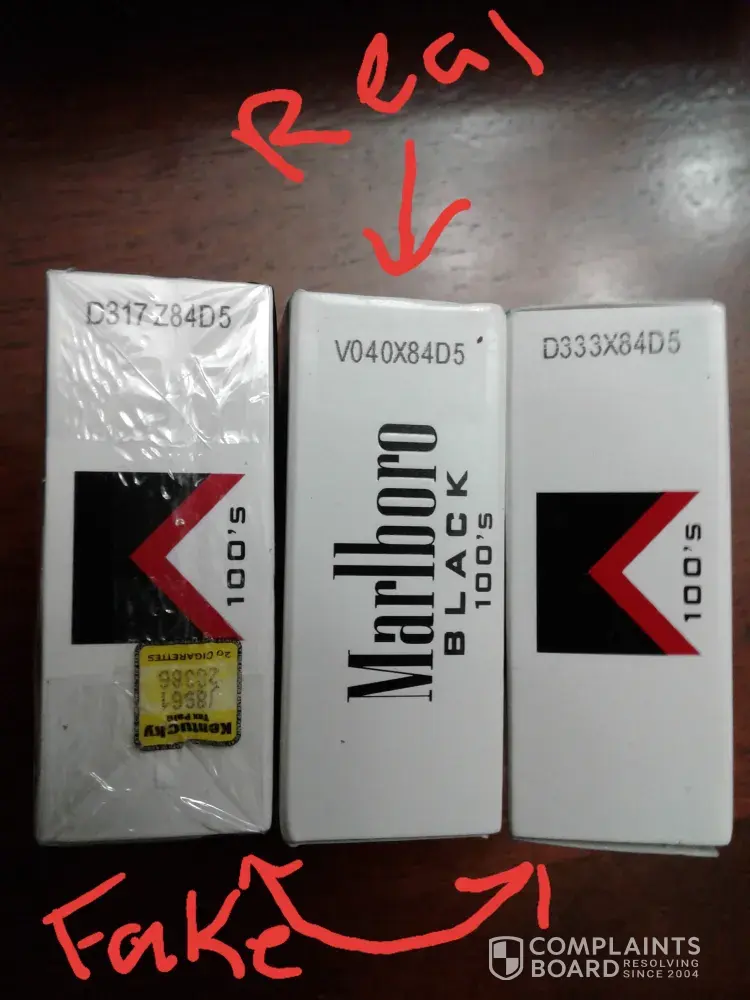 Real
D317Z84D5
V040X84D5
D333X84D5
100's
Marlboro
BLACK
100's
100's
20 CIGARETTES
Tax Paid
Kentucky
Fake
COMPLAINTS
BOARD RESOLVING
SINCE 2004